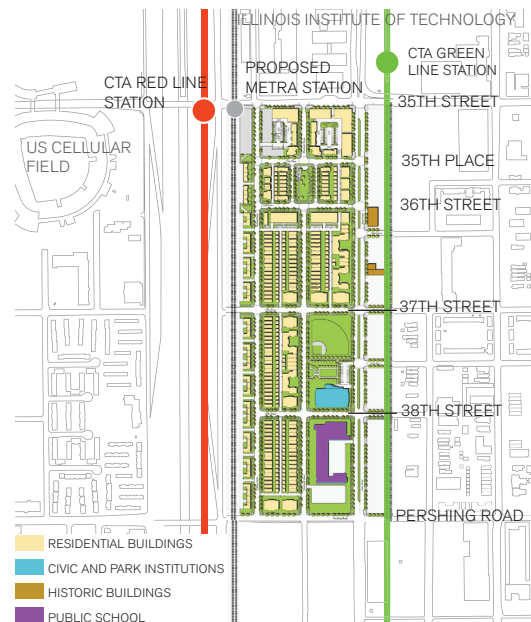 ILLINOIS INSTITUTE OF TECHNOLOGY
CTA GREEN
LINE STATION
PROPOSED
METRA STATION
CTA RED LINE
STATION
35TH STREET
US CELLULAR
FIELD
35TH PLACE
36TH STREET
37TH STREET
38TH STREET
PERSHING ROAD
RESIDENTIAL BUILDINGS
CIVIC AND PARK INSTITUTIONS
HISTORIC BUILDINGS
PUBLIC SCHOOL